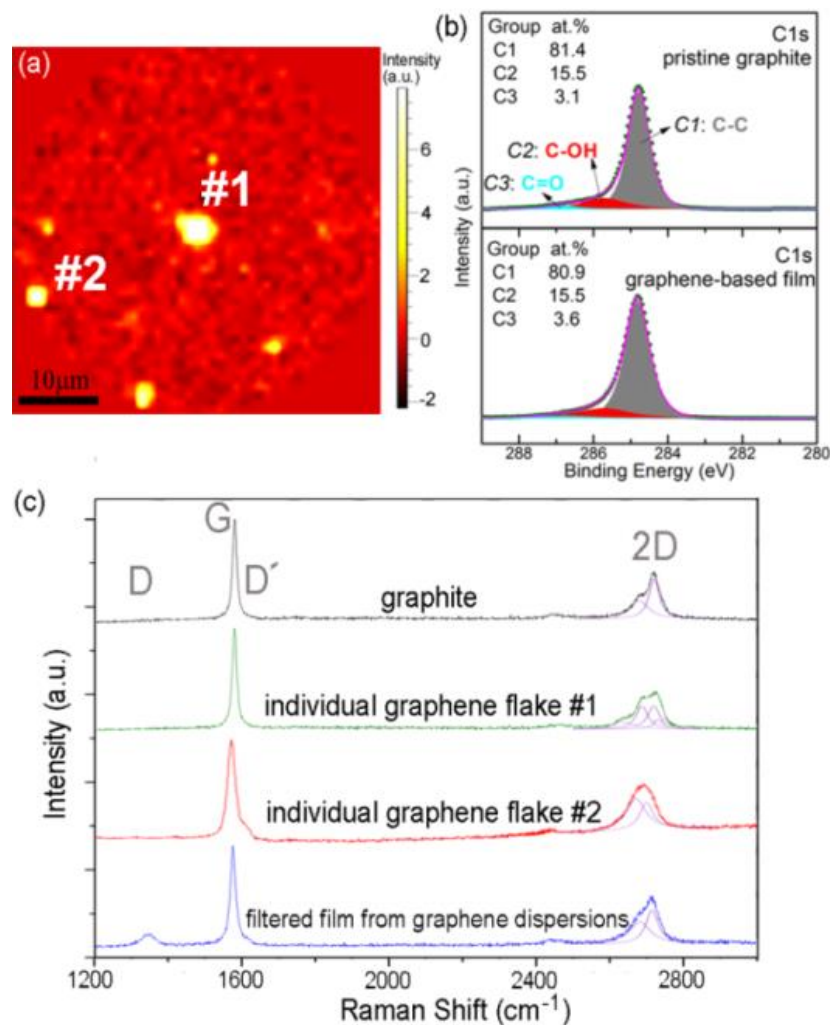 (a)
Intensity
(a.u.)
6
4
2
0
-2
#1
#2
10μm
(b)
Group at.%
C1 81.4
C2 15.5
C3 3.1
C1s
pristine graphite
C1: C-C
C2: C-OH
C3: C=O
Group at.%
C1 80.9
C2 15.5
C3 3.6
C1s
graphene-based film
Intensity (a.u.)
288 286 284 282 280
Binding Energy (eV)
(c)
D
G
D´
2D
graphite
individual graphene flake #1
individual graphene flake #2
filtered film from graphene dispersions
Intensity (a.u.)
1200 1600 2000 2400 2800
Raman Shift (cm⁻¹)